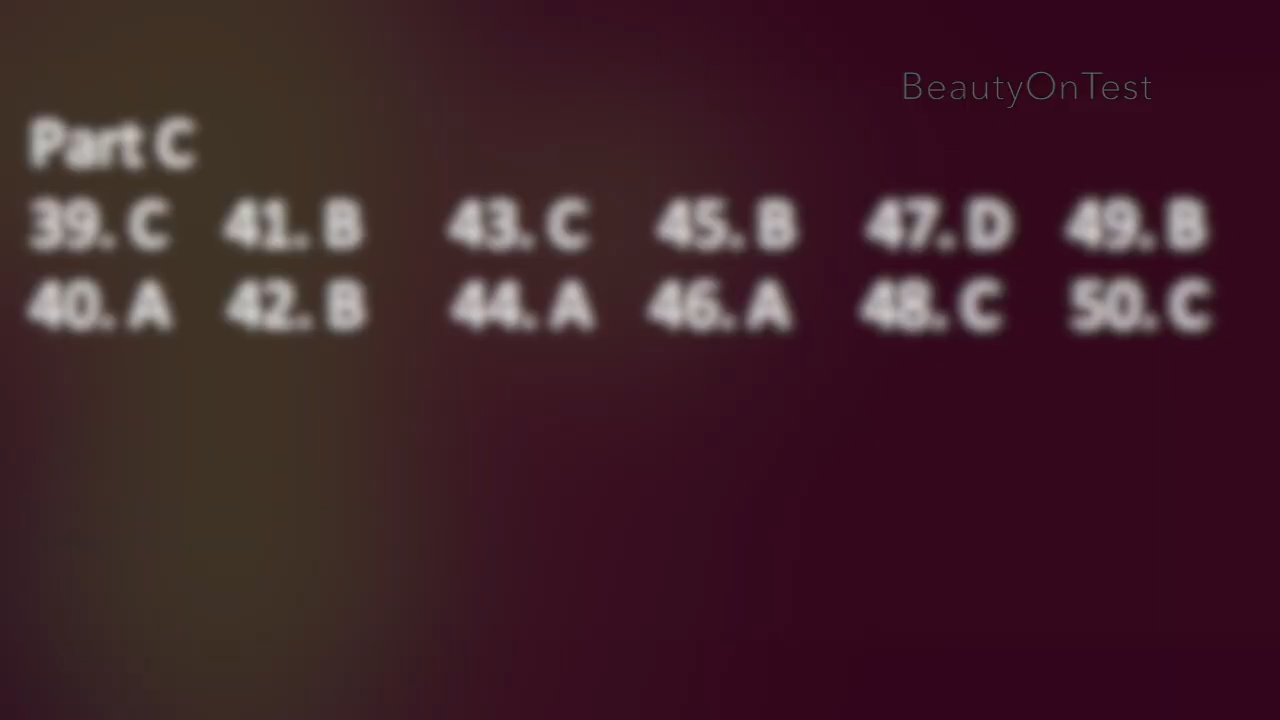 BeautyOnTest
Part C
39. C 41. B 43. C 45. B 47. D 49. B
40. A 42. B 44. A 46. A 48. C 50. C